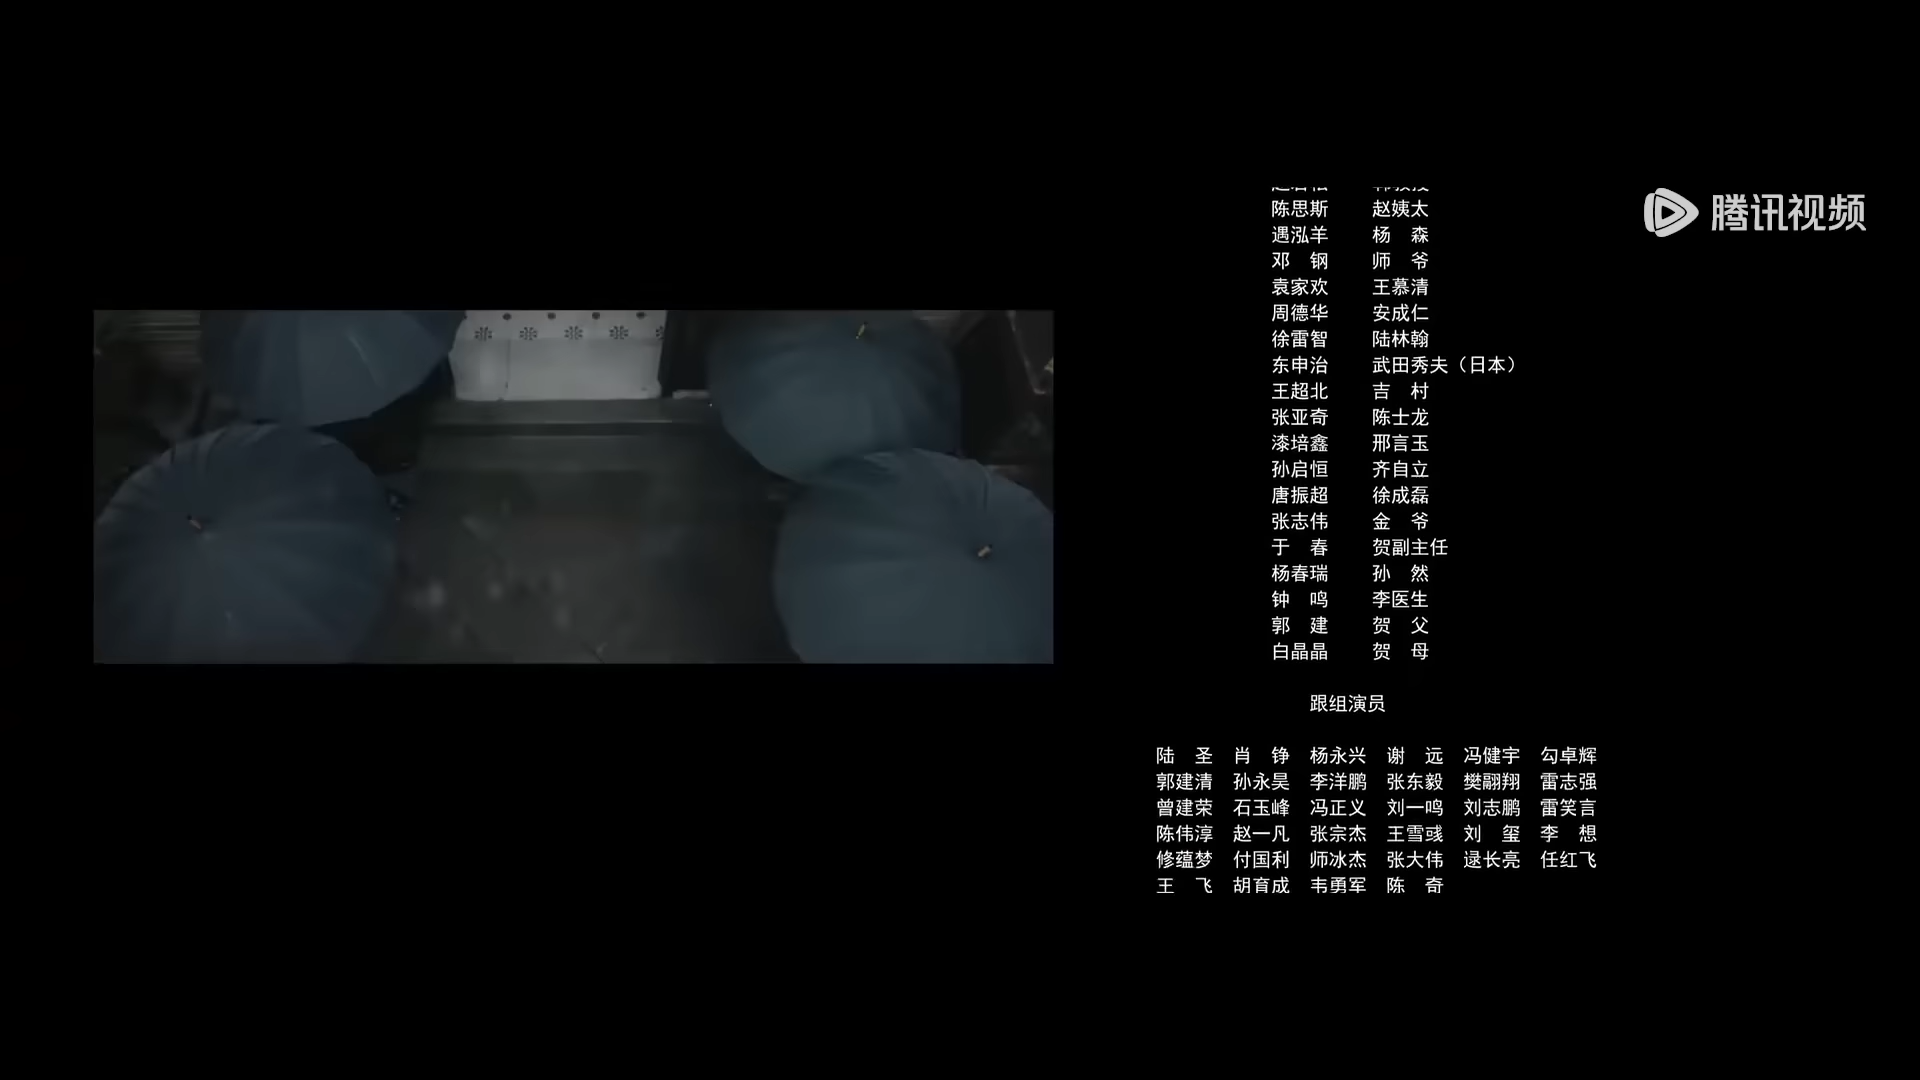 腾讯视频
陈思斯 赵姨太
遇泓羊 杨 森
邓 钢 师 爷
袁家欢 王慕清
周德华 安成仁
徐雷智 陆林翰
东申治 武田秀夫（日本）
王超北 吉 村
张亚奇 陈士龙
漆培鑫 邢言玉
孙启恒 齐自立
唐振超 徐成磊
张志伟 金 爷
于 春 贺副主任
杨春瑞 孙 然
钟 鸣 李医生
郭 建 贺 父
白晶晶 贺 母
跟组演员
陆 圣 肖 铮 杨永兴 谢 远 冯健宇 勾卓辉
郭建清 孙永昊 李洋鹏 张东毅 樊翮翔 雷志强
曾建荣 石玉峰 冯正义 刘一鸣 刘志鹏 雷笑言
陈伟淳 赵一凡 张宗杰 王雪彧 刘 玺 李 想
修蕴梦 付国利 师冰杰 张大伟 逯长亮 任红飞
王 飞 胡育成 韦勇军 陈 奇